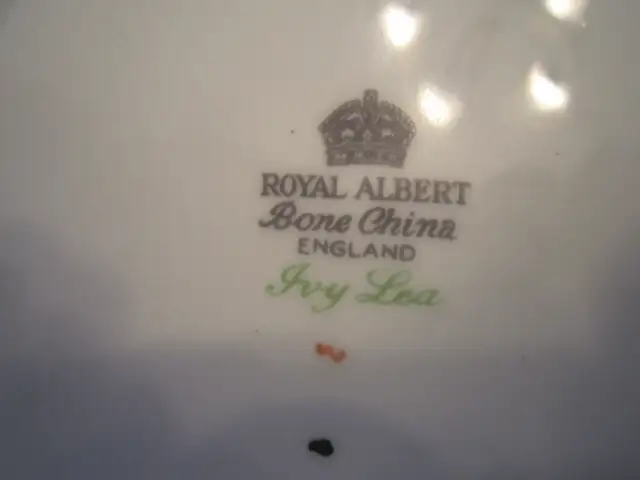 ROYAL ALBERT
Bone China
ENGLAND
Ivy Lea